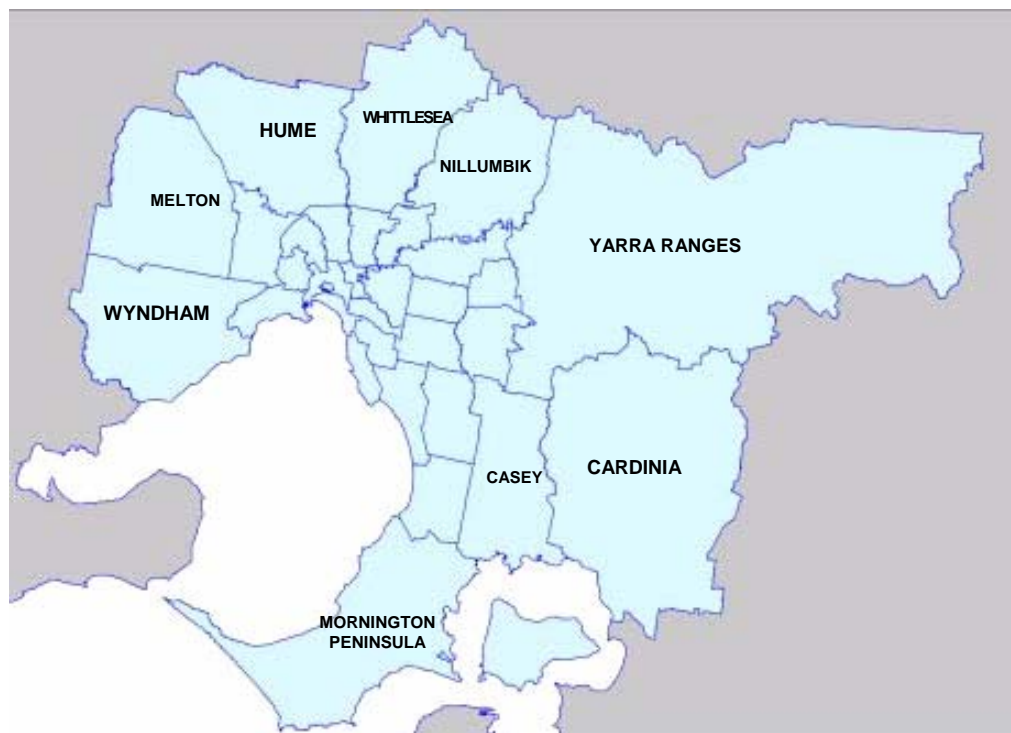 WHITTLESEA
HUME
NILLUMBIK
MELTON
YARRA RANGES
WYNDHAM
CARDINIA
CASEY
MORNINGTON
PENINSULA